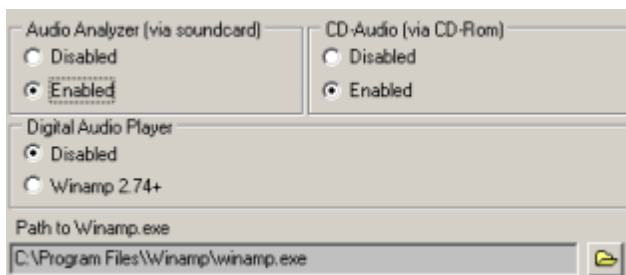 Audio Analyzer (via soundcard)
Disabled
Enabled
CD-Audio (via CD-Rom)
Disabled
Enabled
Digital Audio Player
Disabled
Winamp 2.74+
Path to Winamp.exe
C:\Program Files\Winamp\winamp.exe